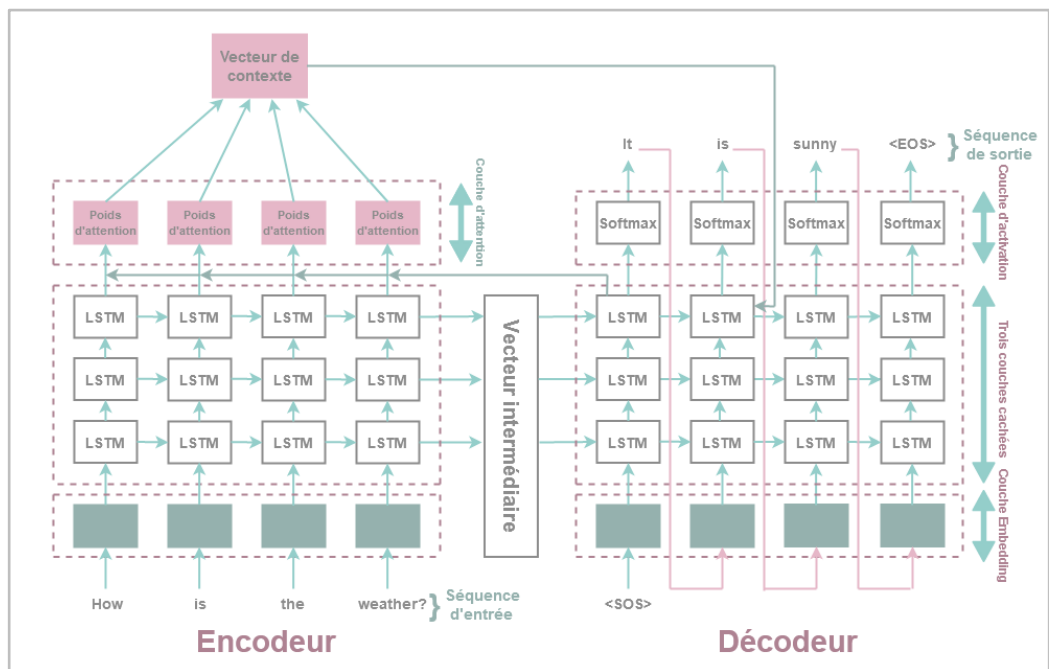 Vecteur de
contexte
It
is
sunny
<EOS>
}
Séquence
de sortie
Poids
d'attention
Poids
d'attention
Poids
d'attention
Poids
d'attention
Couche d'attention
Softmax
Softmax
Softmax
Softmax
Couche d'activation
LSTM
LSTM
LSTM
LSTM
LSTM
LSTM
LSTM
LSTM
LSTM
LSTM
LSTM
LSTM
Vecteur intermédiaire
LSTM
LSTM
LSTM
LSTM
LSTM
LSTM
LSTM
LSTM
LSTM
LSTM
LSTM
LSTM
Trois couches cachées
Couche Embedding
How
is
the
weather?
}
Séquence
d'entrée
<SOS>
Encodeur
Décodeur